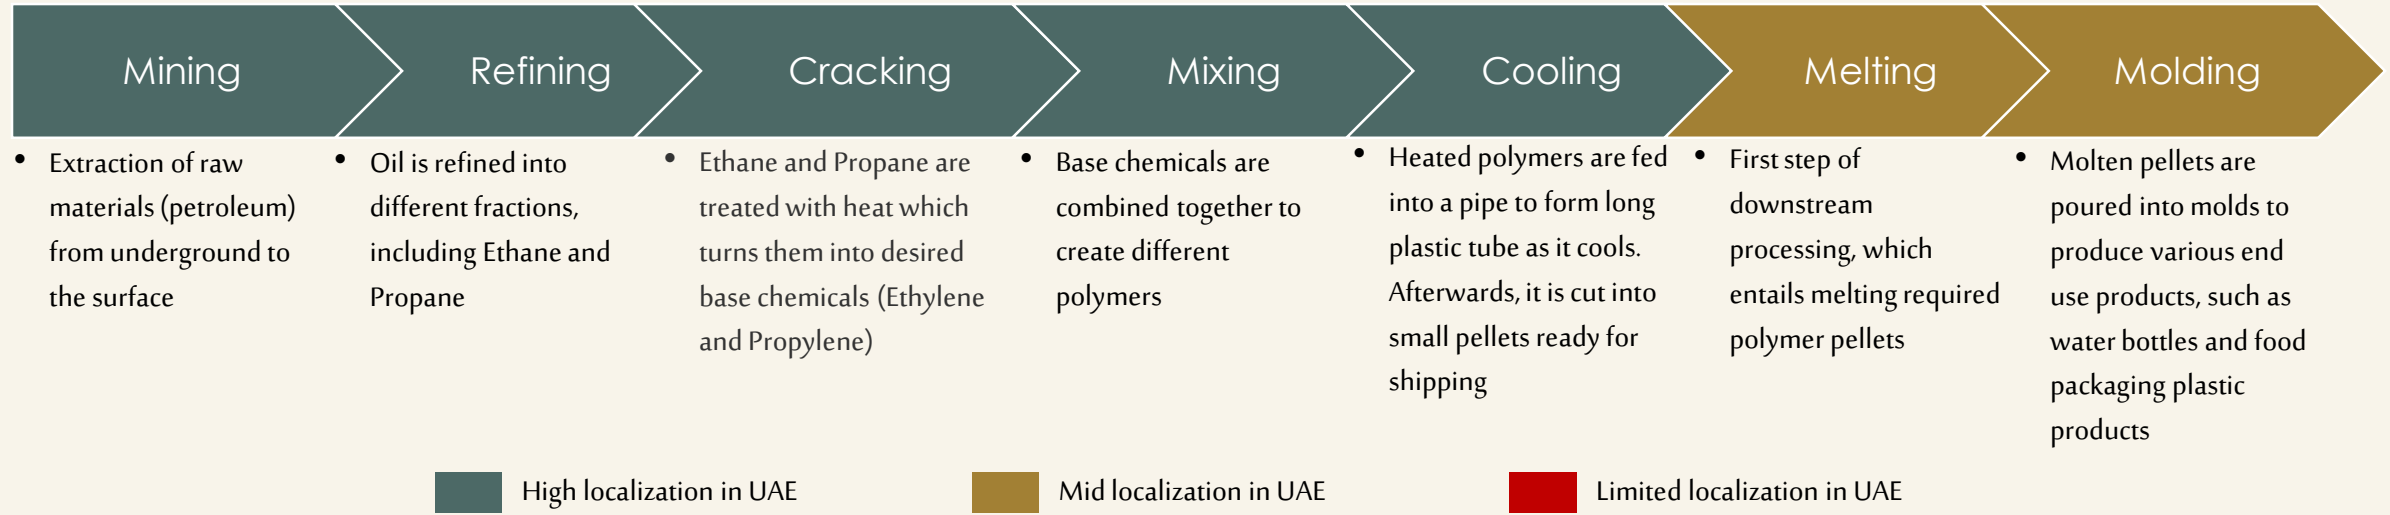 Mining
Refining
Cracking
Mixing
Cooling
Melting
Molding
• Extraction of raw
materials (petroleum)
from underground to
the surface
• Oil is refined into
different fractions,
including Ethane and
Propane
• Ethane and Propane are
treated with heat which
turns them into desired
base chemicals (Ethylene
and Propylene)
• Base chemicals are
combined together to
create different
polymers
• Heated polymers are fed
into a pipe to form long
plastic tube as it cools.
Afterwards, it is cut into
small pellets ready for
shipping
• First step of
downstream
processing, which
entails melting required
polymer pellets
• Molten pellets are
poured into molds to
produce various end
use products, such as
water bottles and food
packaging plastic
products
High localization in UAE
Mid localization in UAE
Limited localization in UAE